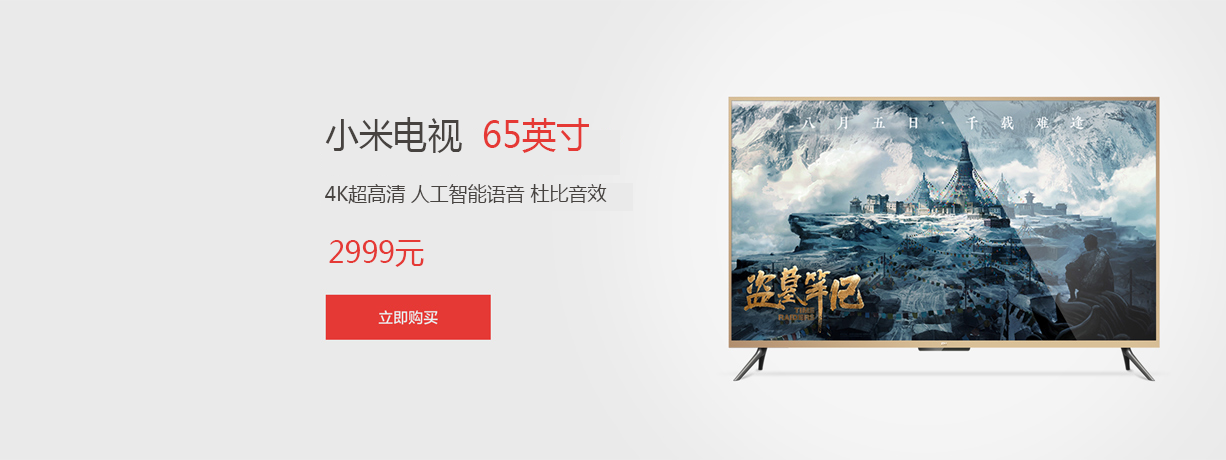 小米电视 65英寸
4K超高清 人工智能语音 杜比音效
2999元
立即购买
八月五日·千载难逢
盗墓笔记
TIME
RAIDERS